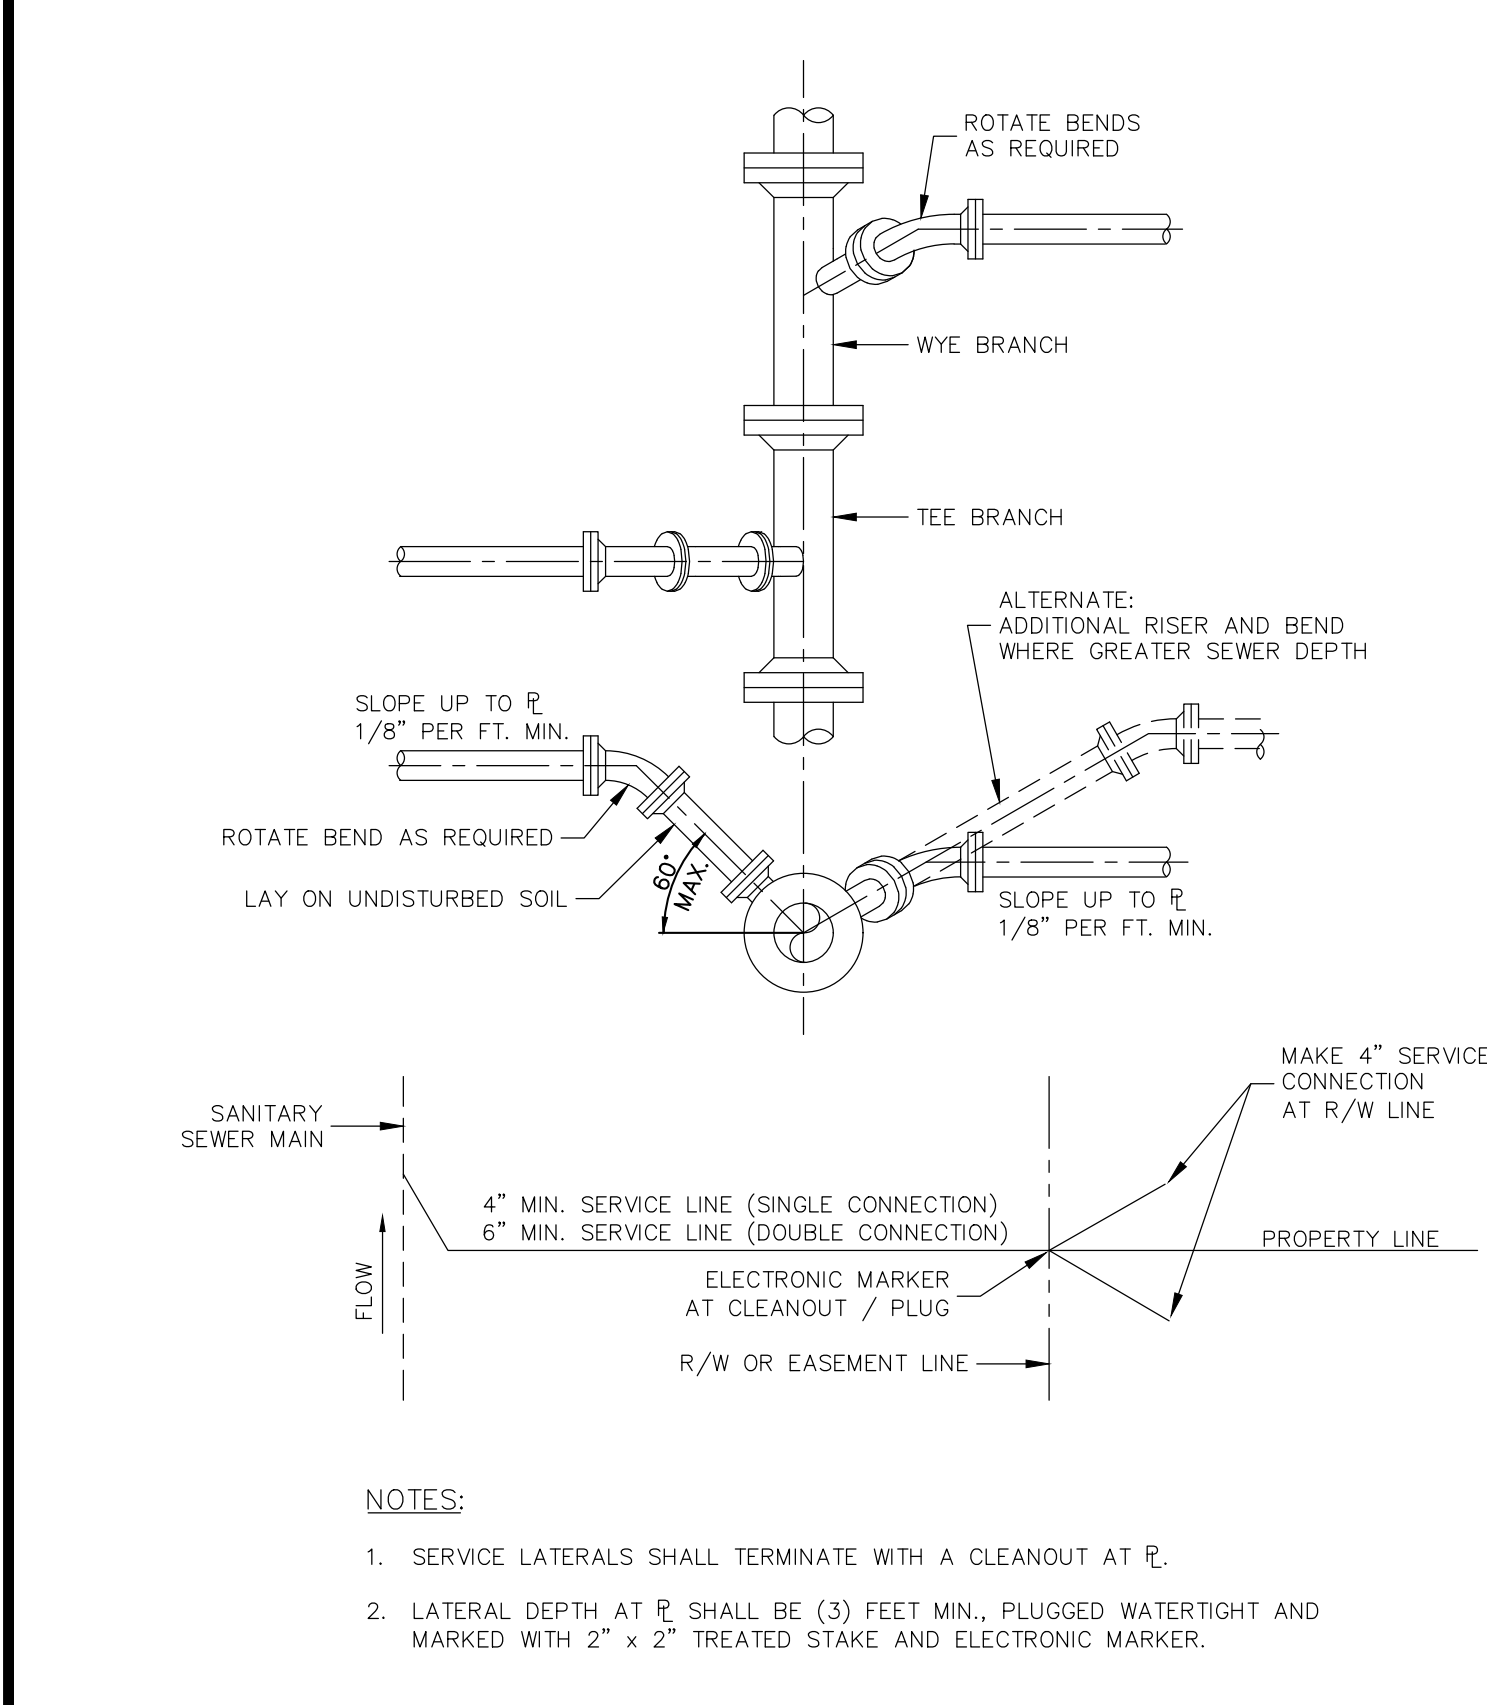 ROTATE BENDS
AS REQUIRED
WYE BRANCH
TEE BRANCH
ALTERNATE:
ADDITIONAL RISER AND BEND
WHERE GREATER SEWER DEPTH
SLOPE UP TO ⅊
1/8" PER FT. MIN.
ROTATE BEND AS REQUIRED
LAY ON UNDISTURBED SOIL
60°
MAX.
SLOPE UP TO ⅊
1/8" PER FT. MIN.
MAKE 4" SERVICE
CONNECTION
AT R/W LINE
SANITARY
SEWER MAIN
4" MIN. SERVICE LINE (SINGLE CONNECTION)
6" MIN. SERVICE LINE (DOUBLE CONNECTION)
PROPERTY LINE
FLOW
ELECTRONIC MARKER
AT CLEANOUT / PLUG
R/W OR EASEMENT LINE
NOTES:
1. SERVICE LATERALS SHALL TERMINATE WITH A CLEANOUT AT ⅊.
2. LATERAL DEPTH AT ⅊ SHALL BE (3) FEET MIN., PLUGGED WATERTIGHT AND
MARKED WITH 2" x 2" TREATED STAKE AND ELECTRONIC MARKER.